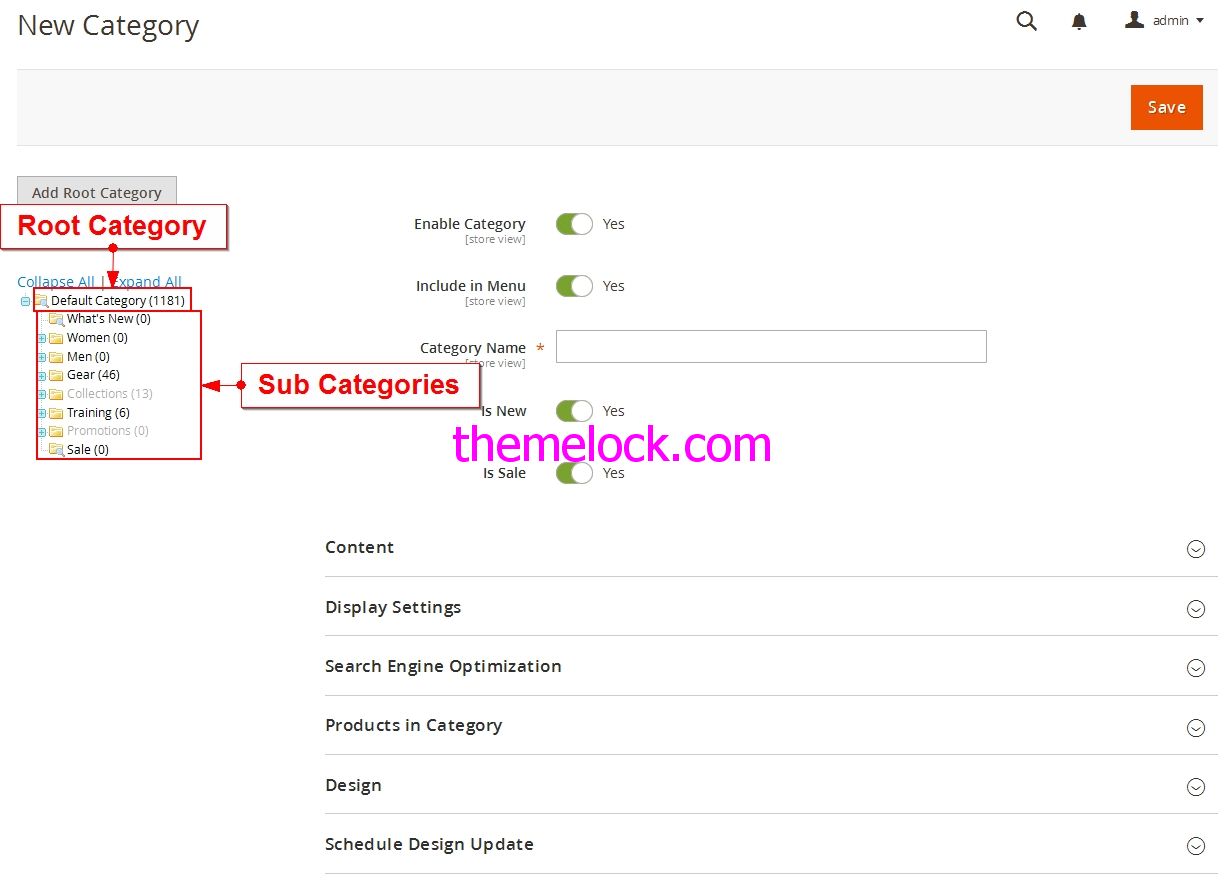 New Category
admin
Save
Add Root Category
Root Category
Collapse All | Expand All
Default Category (1181)
What's New (0)
Women (0)
Men (0)
Gear (46)
Collections (13)
Training (6)
Promotions (0)
Sale (0)
Sub Categories
Enable Category
[store view]
Yes
Include in Menu
[store view]
Yes
Category Name *
[store view]
Is New
Yes
themelock.com
Is Sale
Yes
Content
Display Settings
Search Engine Optimization
Products in Category
Design
Schedule Design Update